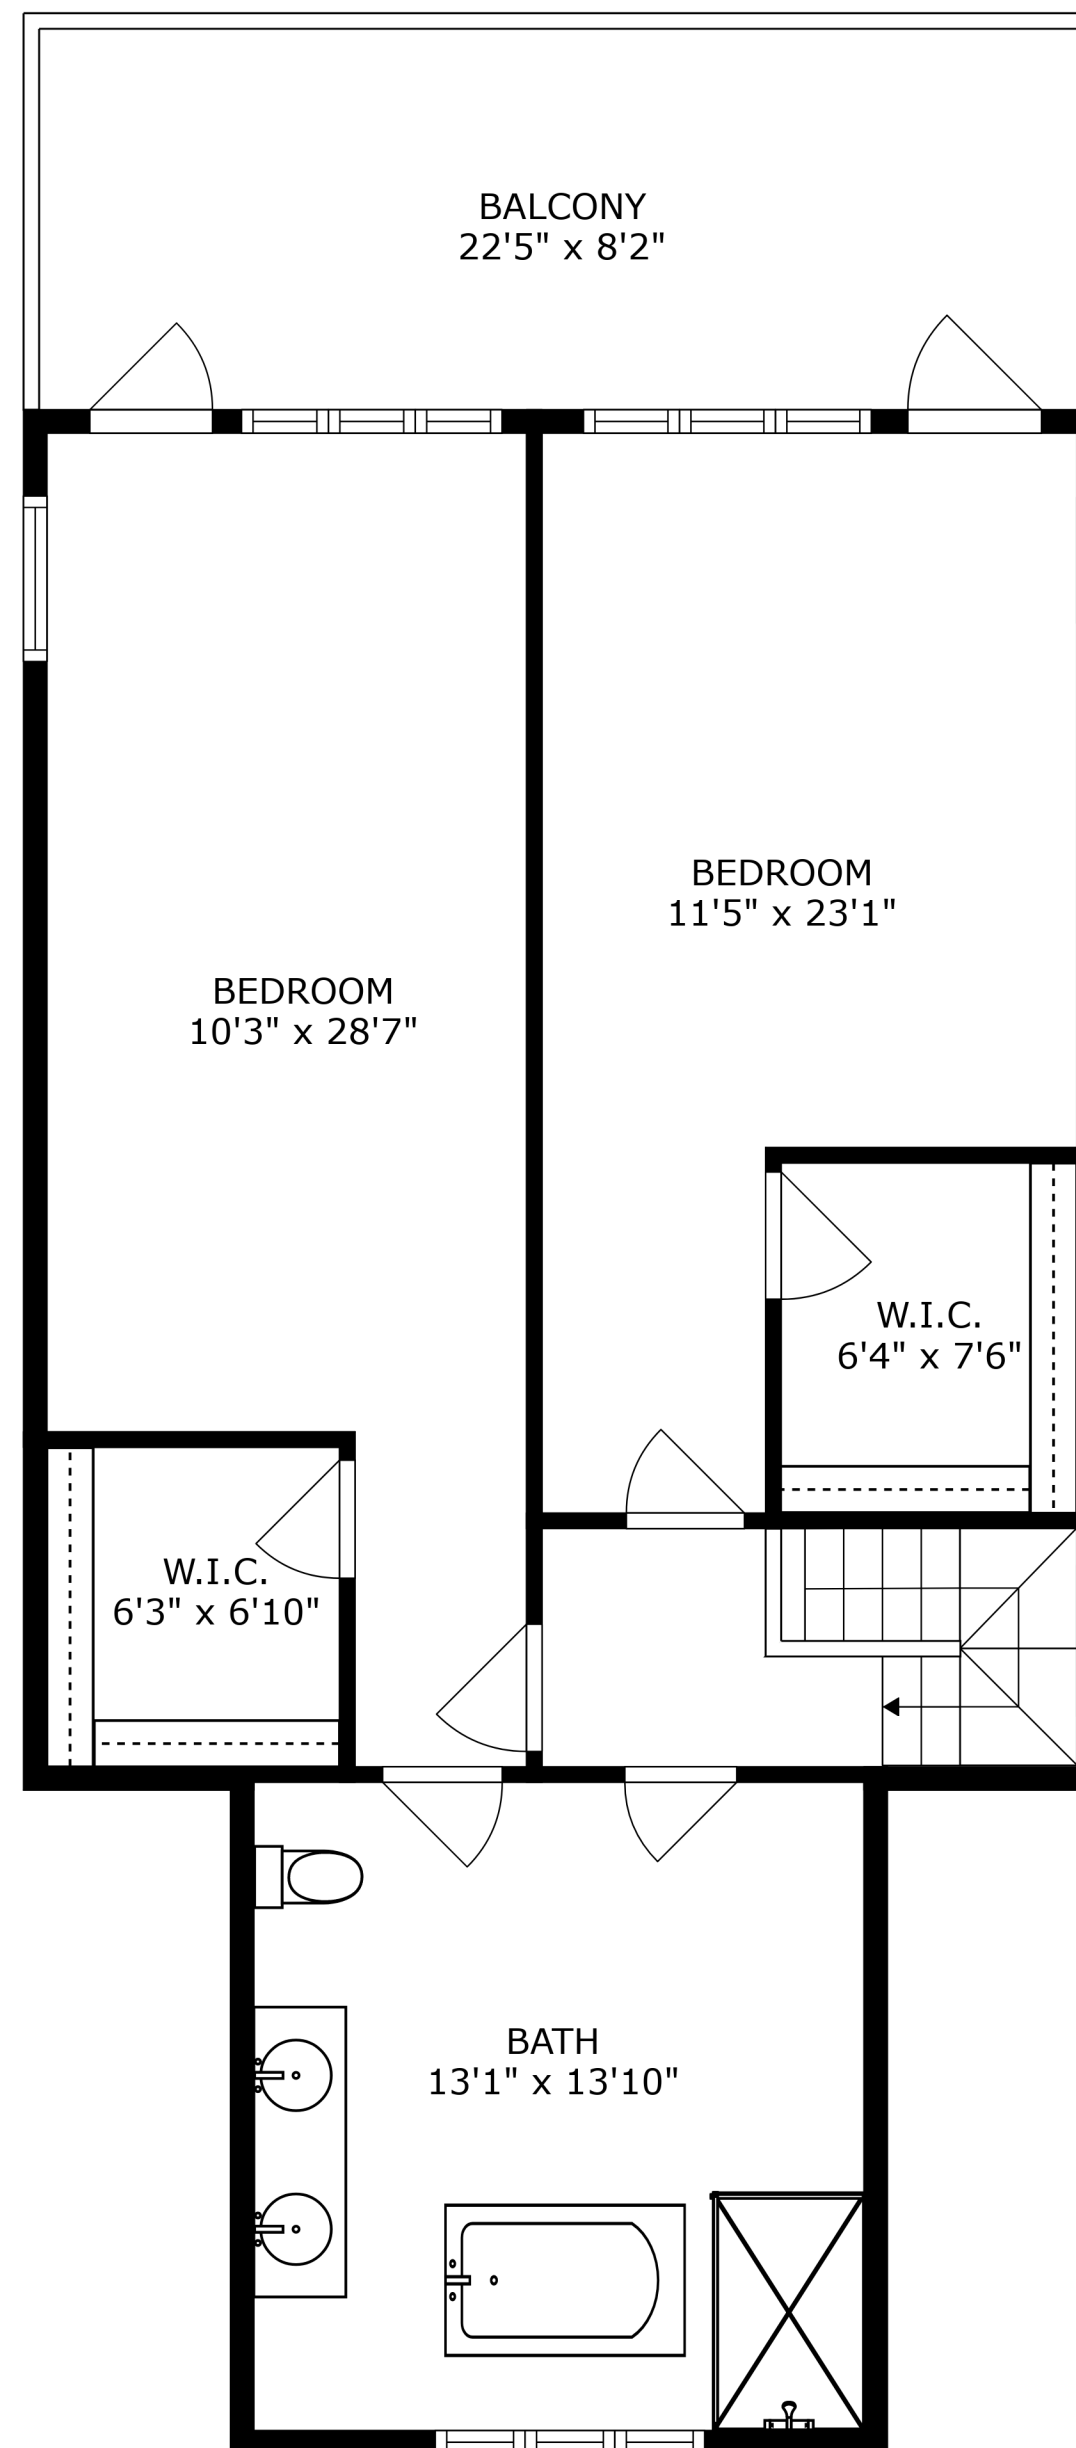 BALCONY
22'5" x 8'2"
BEDROOM
11'5" x 23'1"
BEDROOM
10'3" x 28'7"
W.I.C.
6'4" x 7'6"
W.I.C.
6'3" x 6'10"
BATH
13'1" x 13'10"